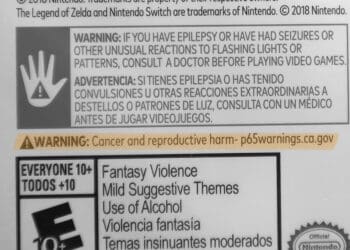 © 2018 Nintendo. Trademarks are property of their respective owners.
The Legend of Zelda and Nintendo Switch are trademarks of Nintendo. © 2018 Nintendo.
WARNING: IF YOU HAVE EPILEPSY OR HAVE HAD SEIZURES OR
OTHER UNUSUAL REACTIONS TO FLASHING LIGHTS OR
PATTERNS, CONSULT A DOCTOR BEFORE PLAYING VIDEO GAMES.
ADVERTENCIA: SI TIENES EPILEPSIA O HAS TENIDO
CONVULSIONES U OTRAS REACCIONES EXTRAORDINARIAS A
DESTELLOS O PATRONES DE LUZ, CONSULTA CON UN MÉDICO
ANTES DE JUGAR VIDEOJUEGOS.
WARNING: Cancer and reproductive harm- p65warnings.ca.gov
EVERYONE 10+
TODOS +10
E
10+
Fantasy Violence
Mild Suggestive Themes
Use of Alcohol
Violencia fantasía
Temas insinuantes moderados
Nintendo